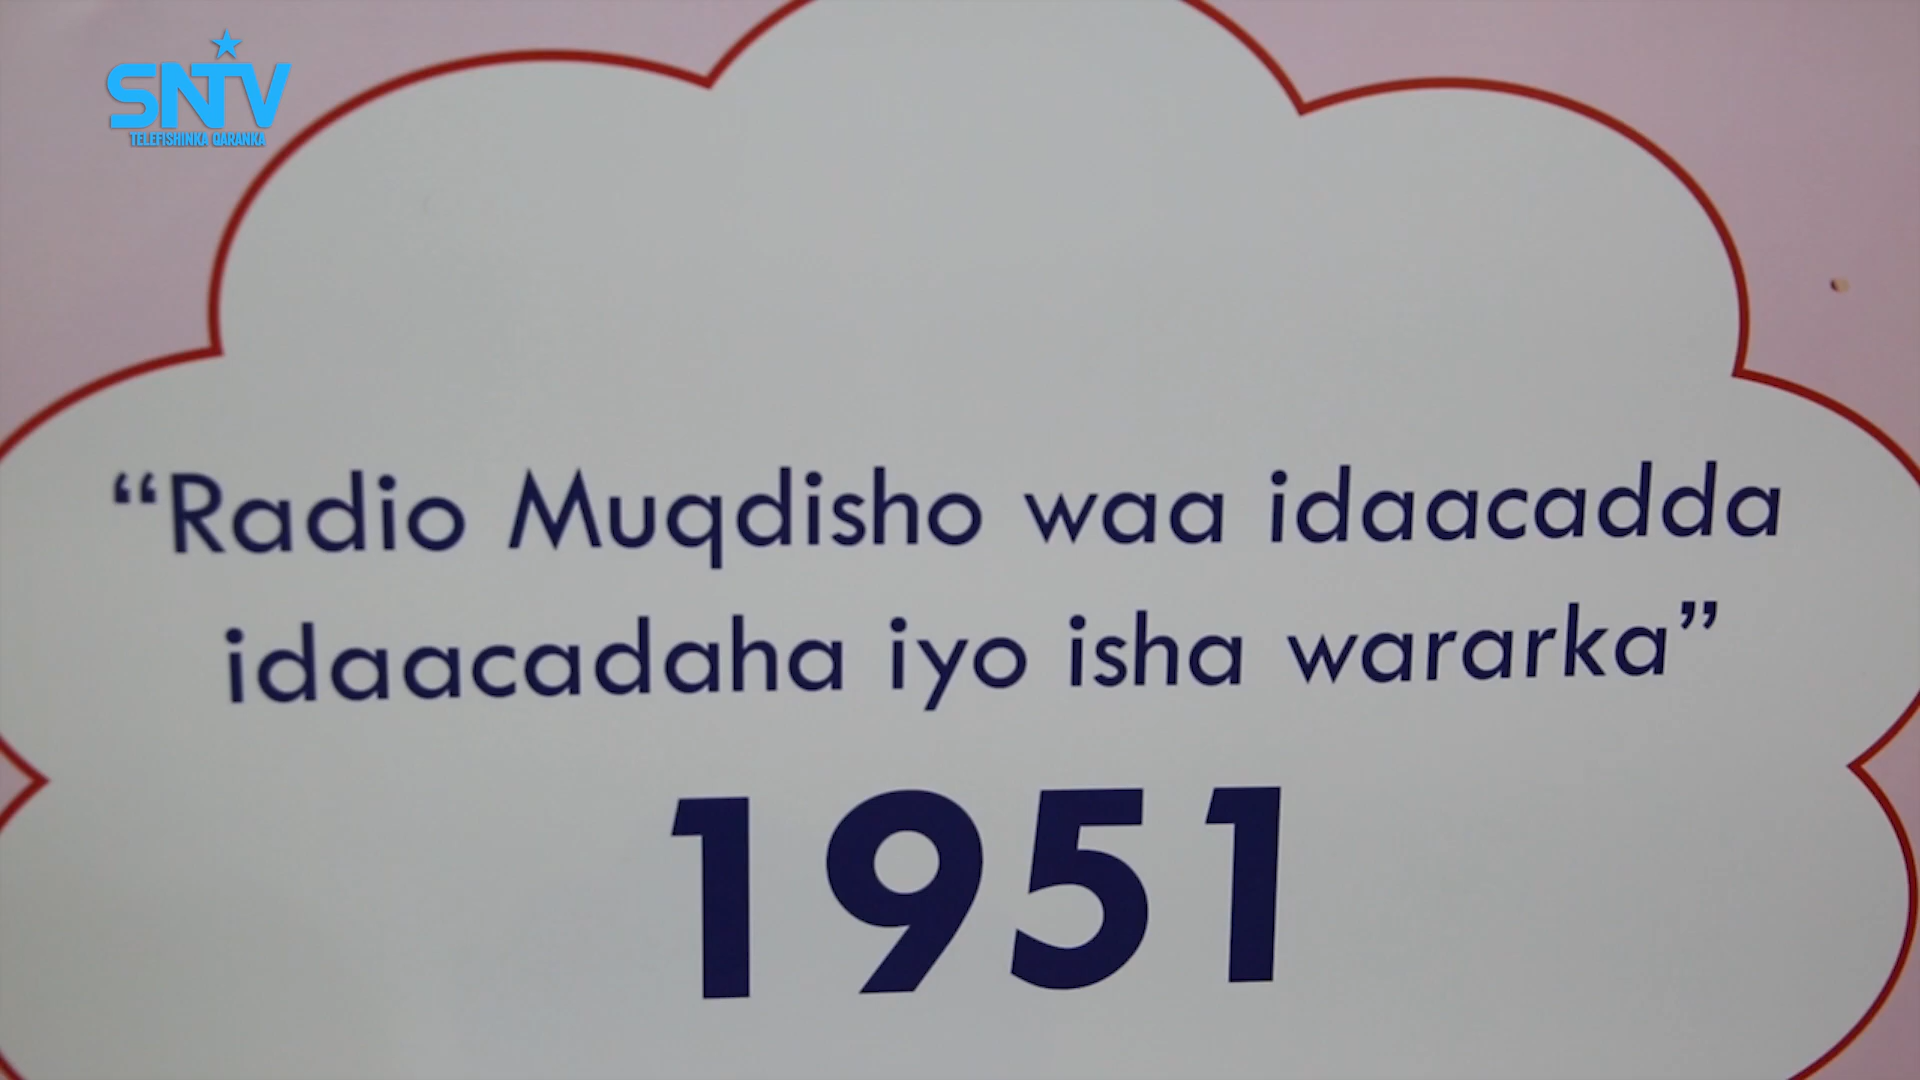 SNTV
TELEFISHINKA QARANKA
“Radio Muqdisho waa idaacadda
idaacadaha iyo isha wararka”
1951